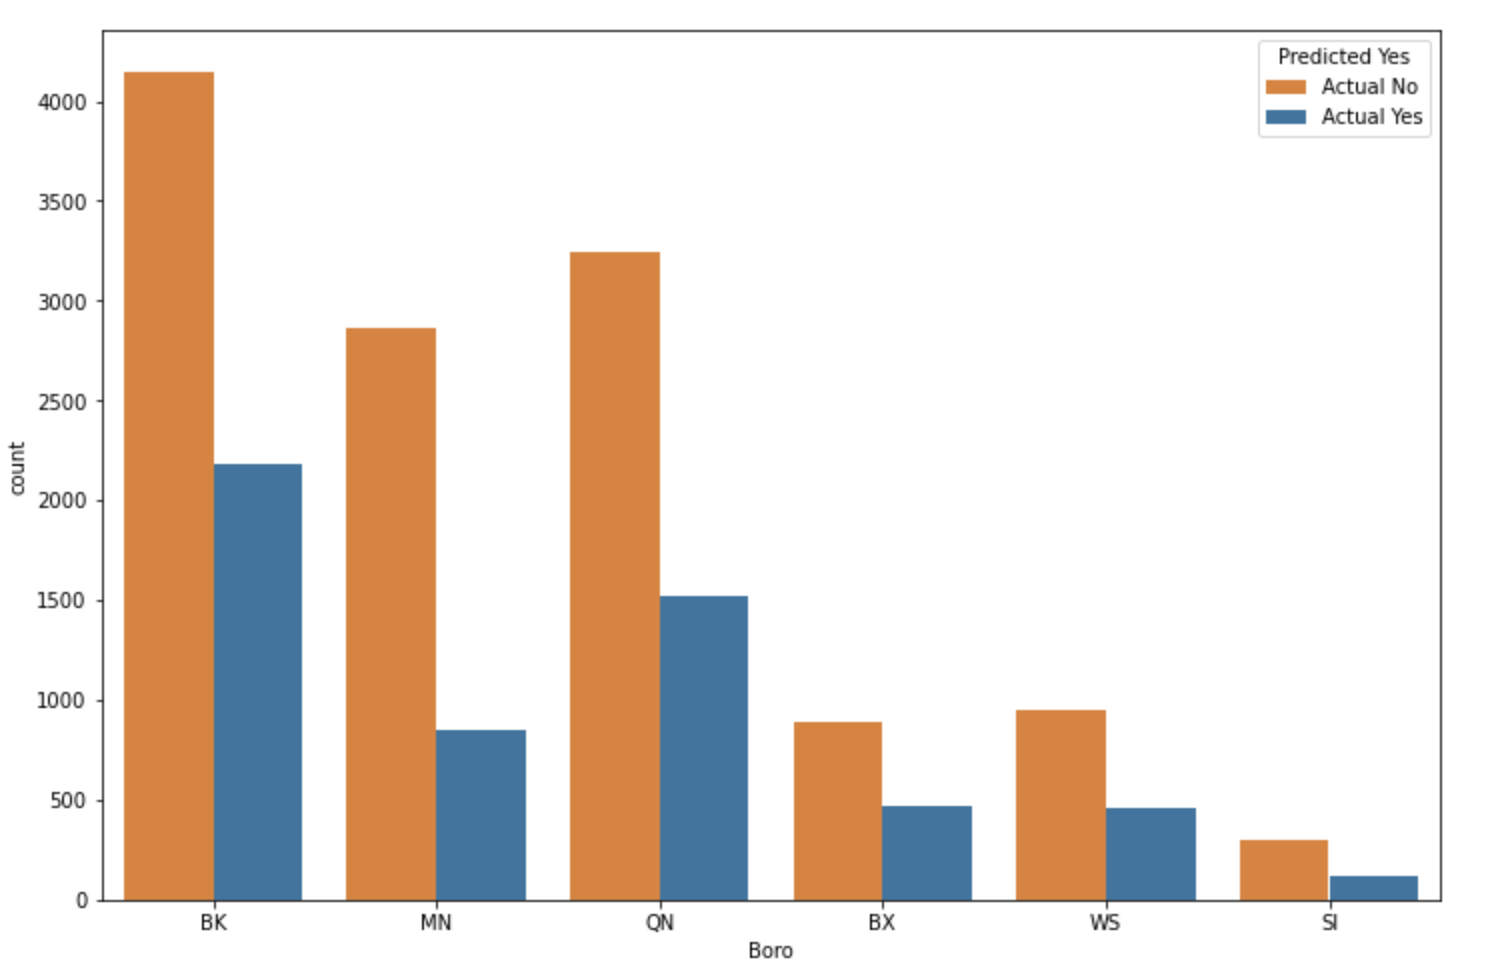 Predicted Yes
Actual No
Actual Yes
4000
3500
3000
2500
2000
1500
1000
500
0
count
BK MN QN BX WS SI
Boro